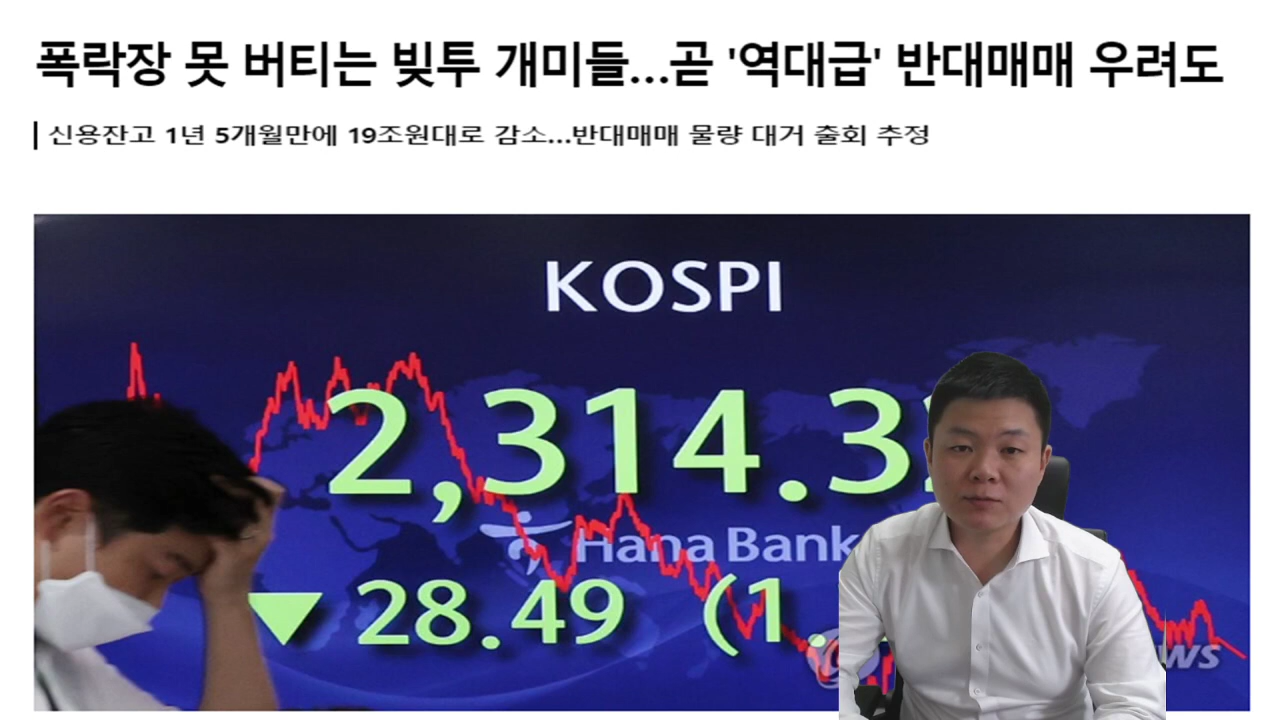 폭락장 못 버티는 빚투 개미들...곧 '역대급' 반대매매 우려도
신용잔고 1년 5개월만에 19조원대로 감소...반대매매 물량 대거 출회 추정
KOSPI
2,314.3
Hana Bank
▼ 28.49 (1.